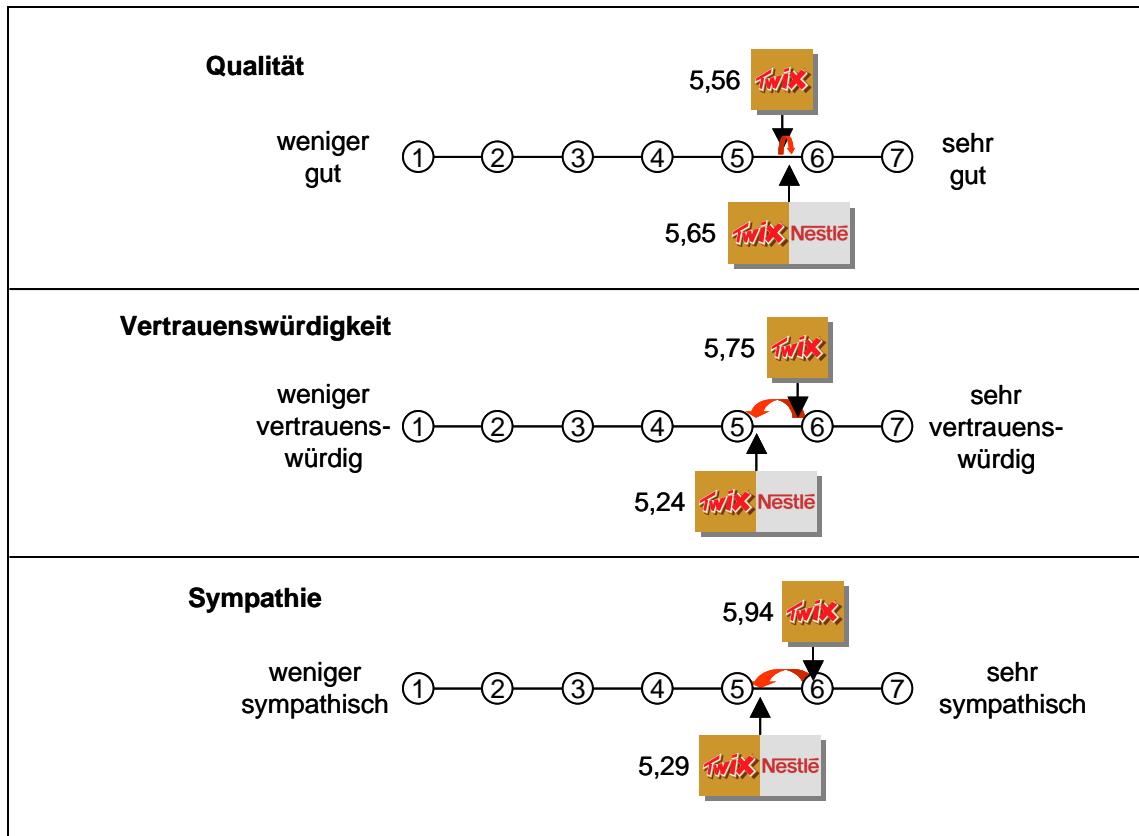 Qualität
5,56 TWIX
weniger
gut
1 2 3 4 5 6 7
sehr
gut
5,65 TWIX Nestlé
Vertrauenswürdigkeit
5,75 TWIX
weniger
vertrauens-
würdig
1 2 3 4 5 6 7
sehr
vertrauens-
würdig
5,24 TWIX Nestlé
Sympathie
5,94 TWIX
weniger
sympathisch
1 2 3 4 5 6 7
sehr
sympathisch
5,29 TWIX Nestlé